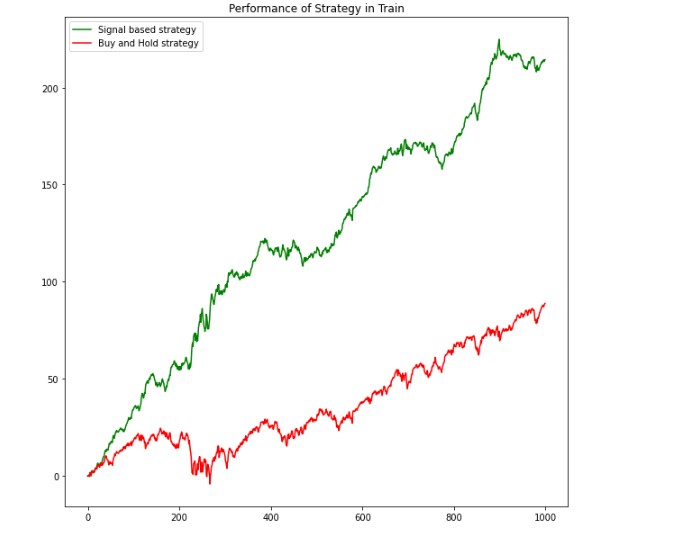 Performance of Strategy in Train
Signal based strategy
Buy and Hold strategy
200
150
100
50
0
0 200 400 600 800 1000